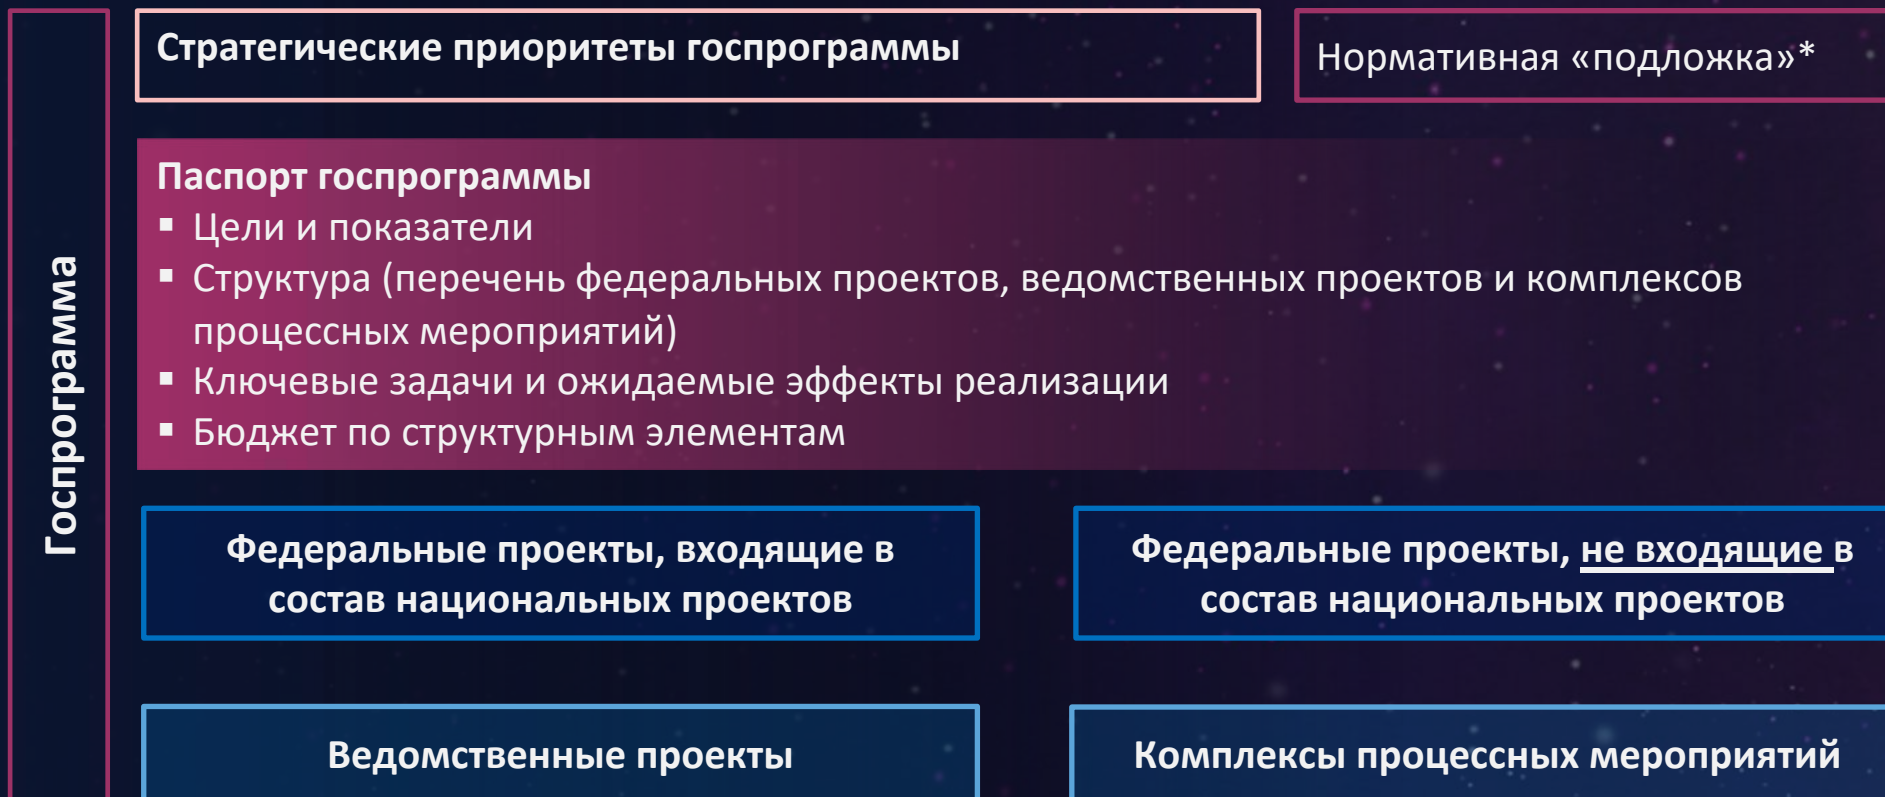 Госпрограмма
Стратегические приоритеты госпрограммы
Нормативная «подложка»*
Паспорт госпрограммы
▪ Цели и показатели
▪ Структура (перечень федеральных проектов, ведомственных проектов и комплексов
процессных мероприятий)
▪ Ключевые задачи и ожидаемые эффекты реализации
▪ Бюджет по структурным элементам
Федеральные проекты, входящие в
состав национальных проектов
Федеральные проекты, не входящие в
состав национальных проектов
Ведомственные проекты
Комплексы процессных мероприятий